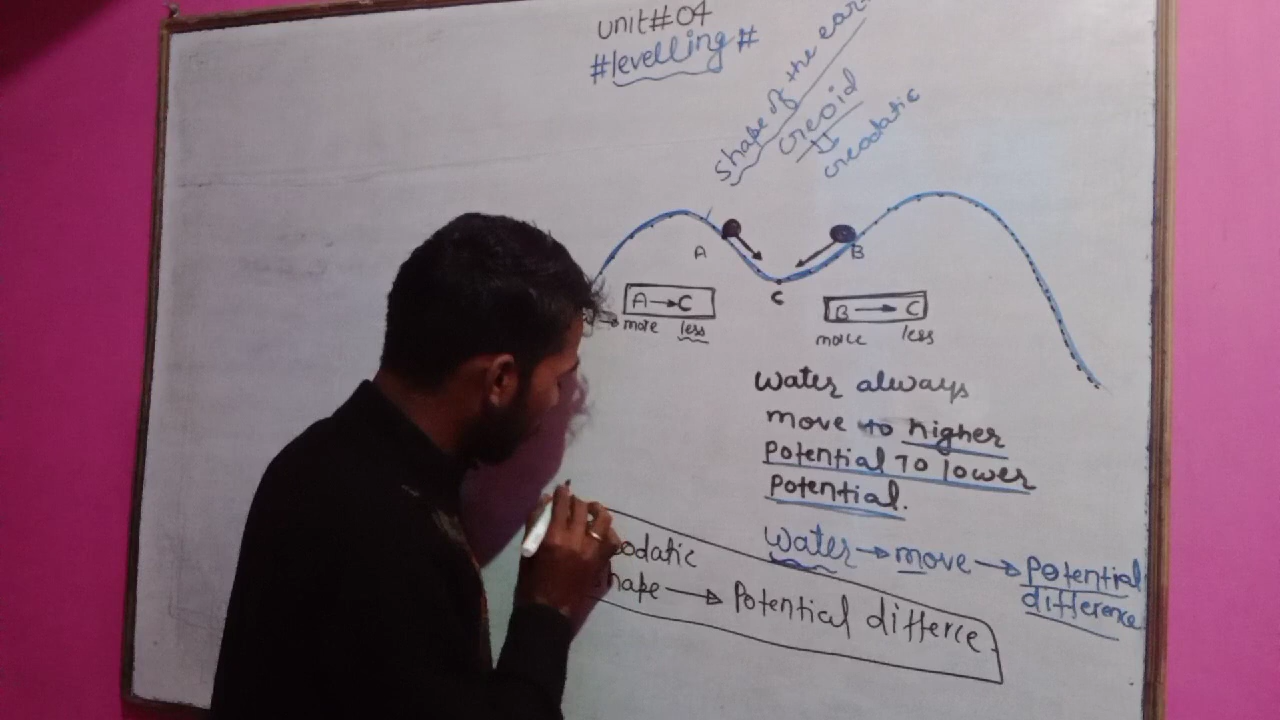 unit#04
#levelling#
shape of the ear
Geoid
Geodatic
A
B
C
A→C
more less
B→C
more less
Water always
move to higher
Potential To lower
Potential.
Water→move→Potential
difference
eodatic
hape→Potential differce